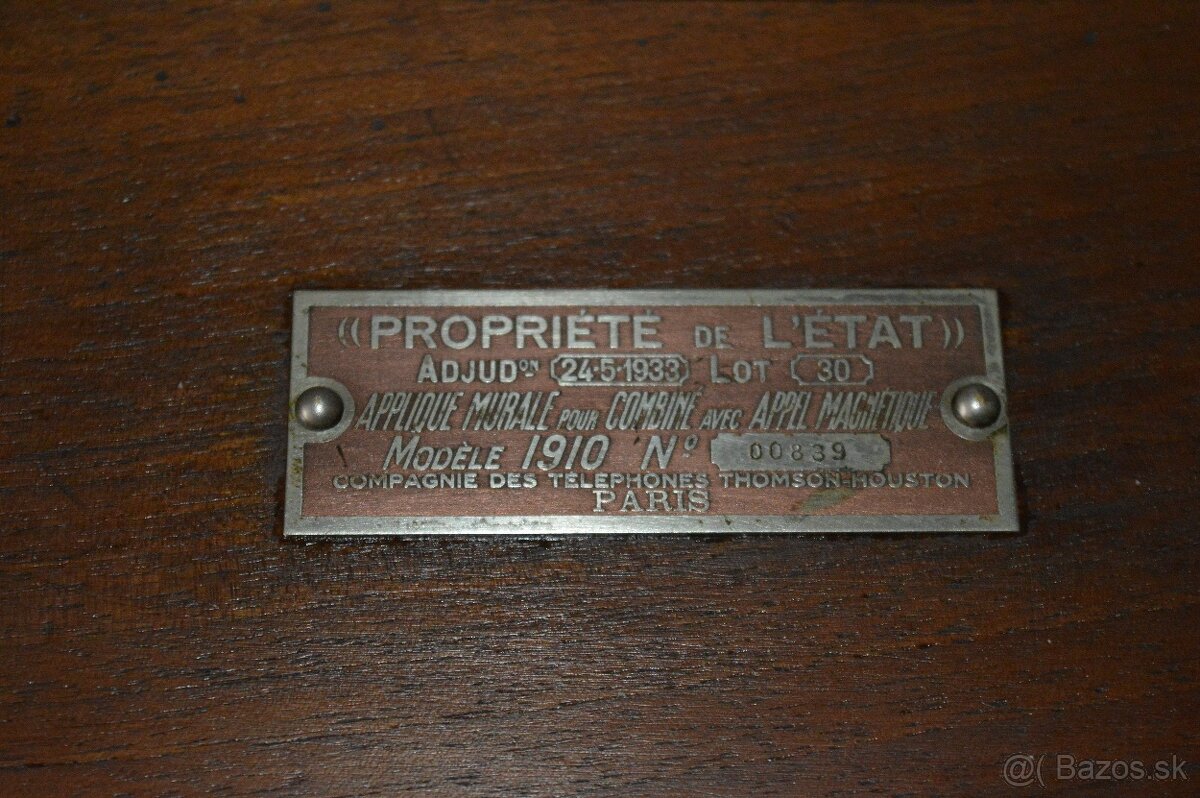 ((PROPRIÉTÉ DE L'ÉTAT))
ADJUDON 24·5·1933 LOT 30
APPLIQUE MURALE POUR COMBINÉ AVEC APPEL MAGNÉTIQUE
MODÈLE 1910 Nº 00839
COMPAGNIE DES TÉLÉPHONES THOMSON-HOUSTON
PARIS
@( Bazos.sk